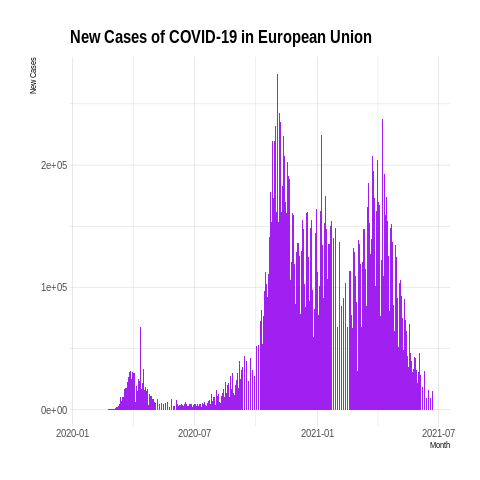 New Cases of COVID-19 in European Union
New Cases
2e+05
1e+05
0e+00
2020-01 2020-07 2021-01 2021-07
Month